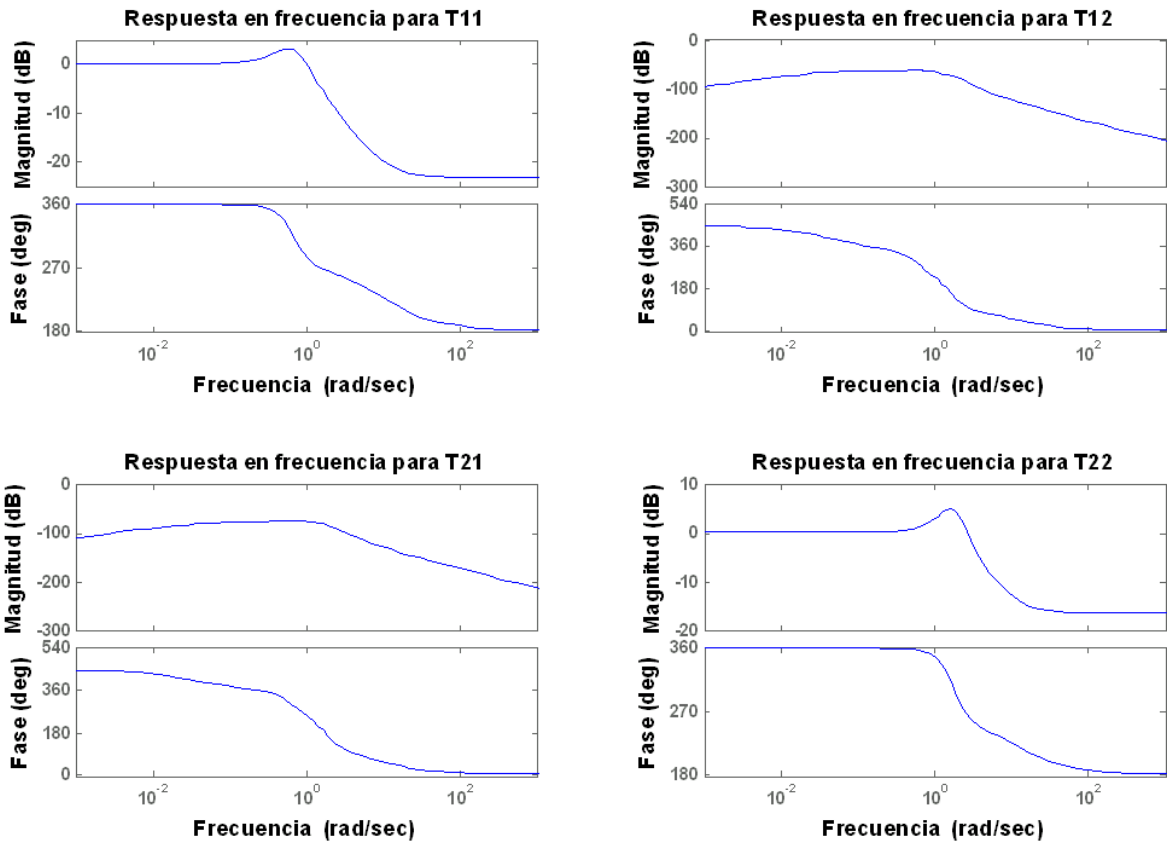 Respuesta en frecuencia para T11
Magnitud (dB)
0
-10
-20
Fase (deg)
360
270
180
10^-2
10^0
10^2
Frecuencia (rad/sec)
Respuesta en frecuencia para T12
Magnitud (dB)
0
-100
-200
-300
Fase (deg)
540
360
180
0
10^-2
10^0
10^2
Frecuencia (rad/sec)
Respuesta en frecuencia para T21
Magnitud (dB)
0
-100
-200
-300
Fase (deg)
540
360
180
0
10^-2
10^0
10^2
Frecuencia (rad/sec)
Respuesta en frecuencia para T22
Magnitud (dB)
10
0
-10
-20
Fase (deg)
360
270
180
10^-2
10^0
10^2
Frecuencia (rad/sec)